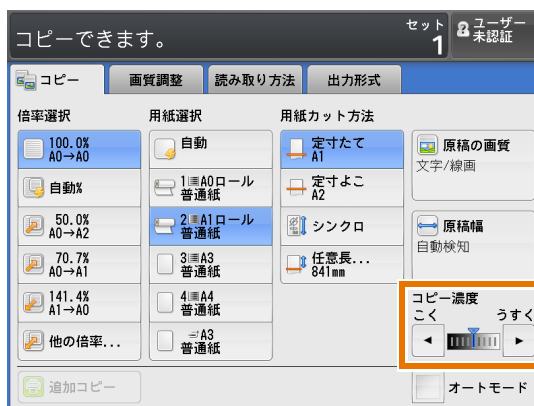 コピーできます。
セット
1
ユーザー
未認証
コピー
画質調整
読み取り方法
出力形式
倍率選択
100.0%
A0→A0
自動%
50.0%
A0→A2
70.7%
A0→A1
141.4%
A1→A0
他の倍率...
用紙選択
自動
1 A0ロール
普通紙
2 A1ロール
普通紙
3 A3
普通紙
4 A4
普通紙
A3
普通紙
用紙カット方法
定寸たて
A1
定寸よこ
A2
シンクロ
任意長...
841mm
原稿の画質
文字/線画
原稿幅
自動検知
コピー濃度
こく うすく
追加コピー
オートモード